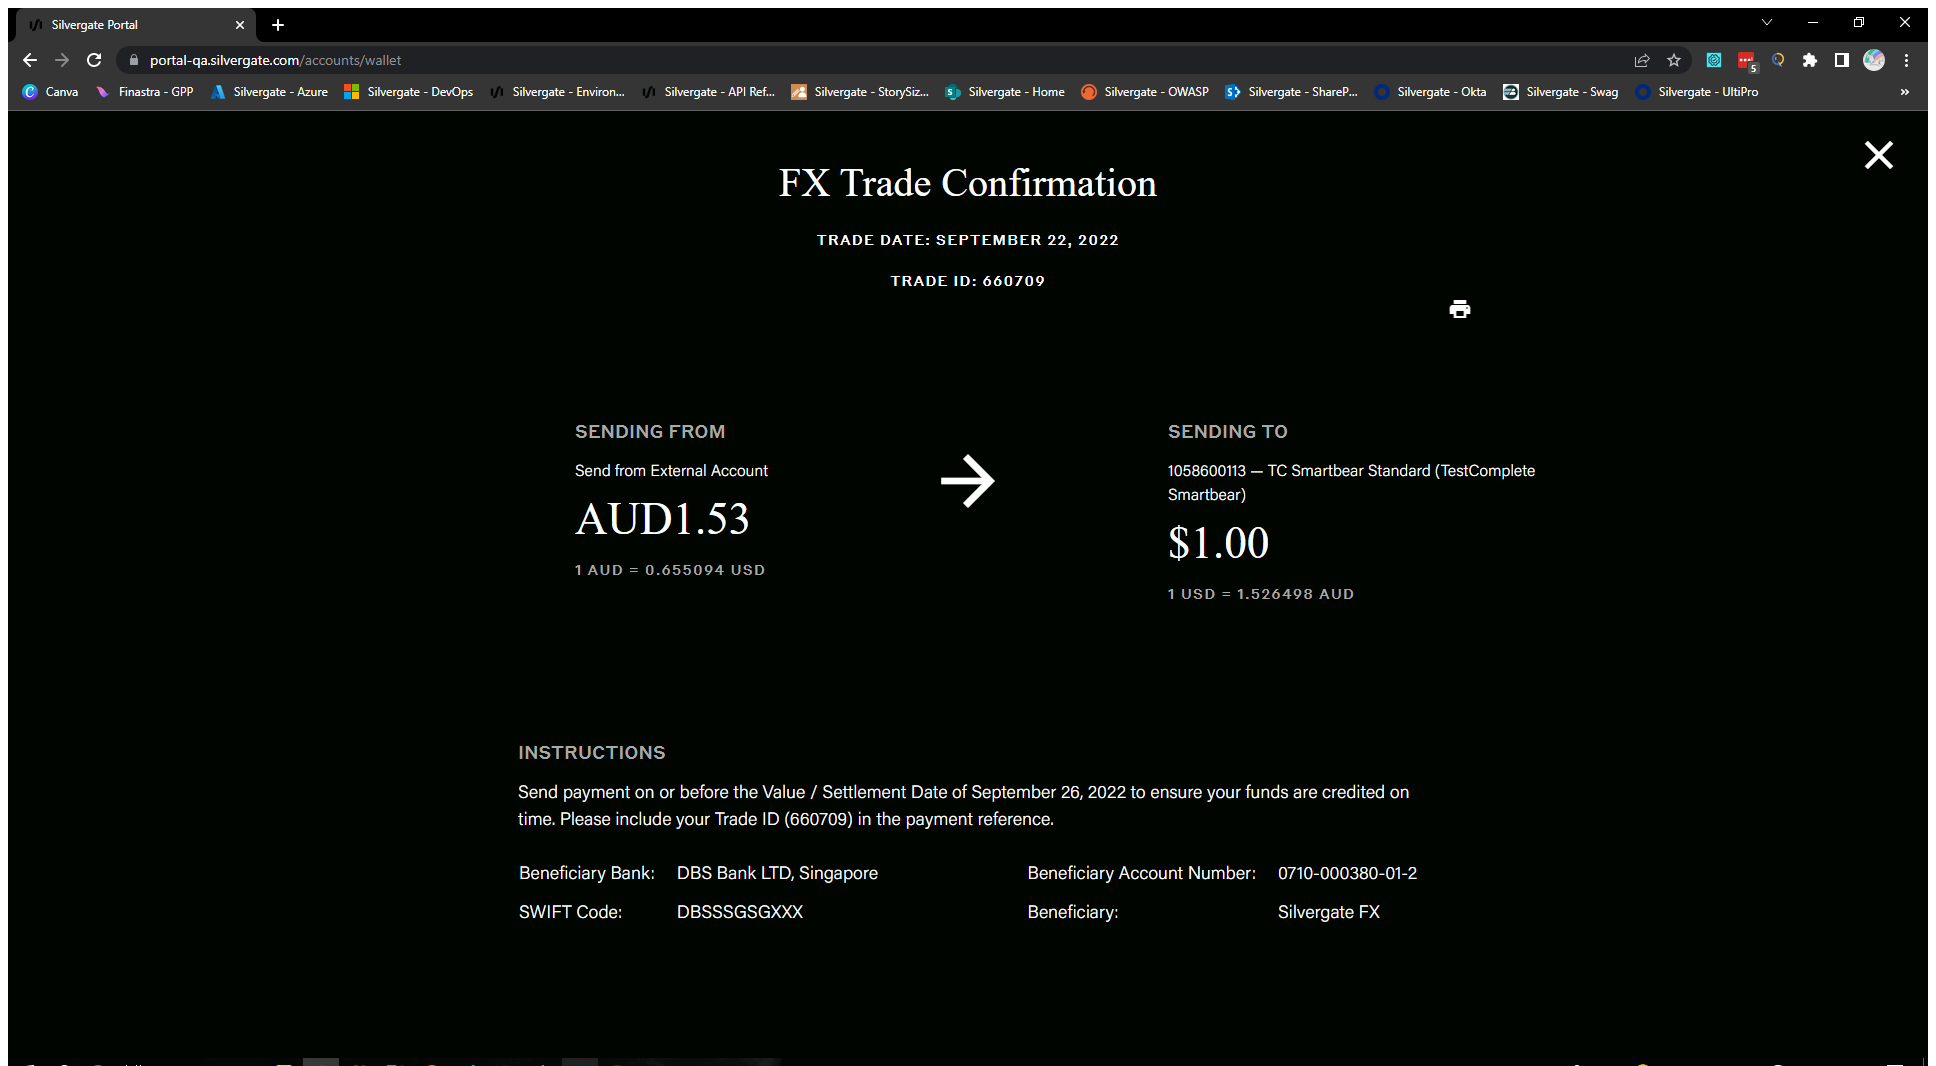 Silvergate Portal
portal-qa.silvergate.com/accounts/wallet
5
Canva
Finastra - GPP
Silvergate - Azure
Silvergate - DevOps
Silvergate - Environ...
Silvergate - API Ref...
Silvergate - StorySiz...
Silvergate - Home
Silvergate - OWASP
Silvergate - ShareP...
Silvergate - Okta
Silvergate - Swag
Silvergate - UltiPro
»
FX Trade Confirmation
TRADE DATE: SEPTEMBER 22, 2022
TRADE ID: 660709
SENDING FROM
Send from External Account
AUD1.53
1 AUD = 0.655094 USD
SENDING TO
1058600113 — TC Smartbear Standard (TestComplete
Smartbear)
$1.00
1 USD = 1.526498 AUD
INSTRUCTIONS
Send payment on or before the Value / Settlement Date of September 26, 2022 to ensure your funds are credited on
time. Please include your Trade ID (660709) in the payment reference.
Beneficiary Bank: DBS Bank LTD, Singapore
Beneficiary Account Number: 0710-000380-01-2
SWIFT Code: DBSSSGSGXXX
Beneficiary: Silvergate FX